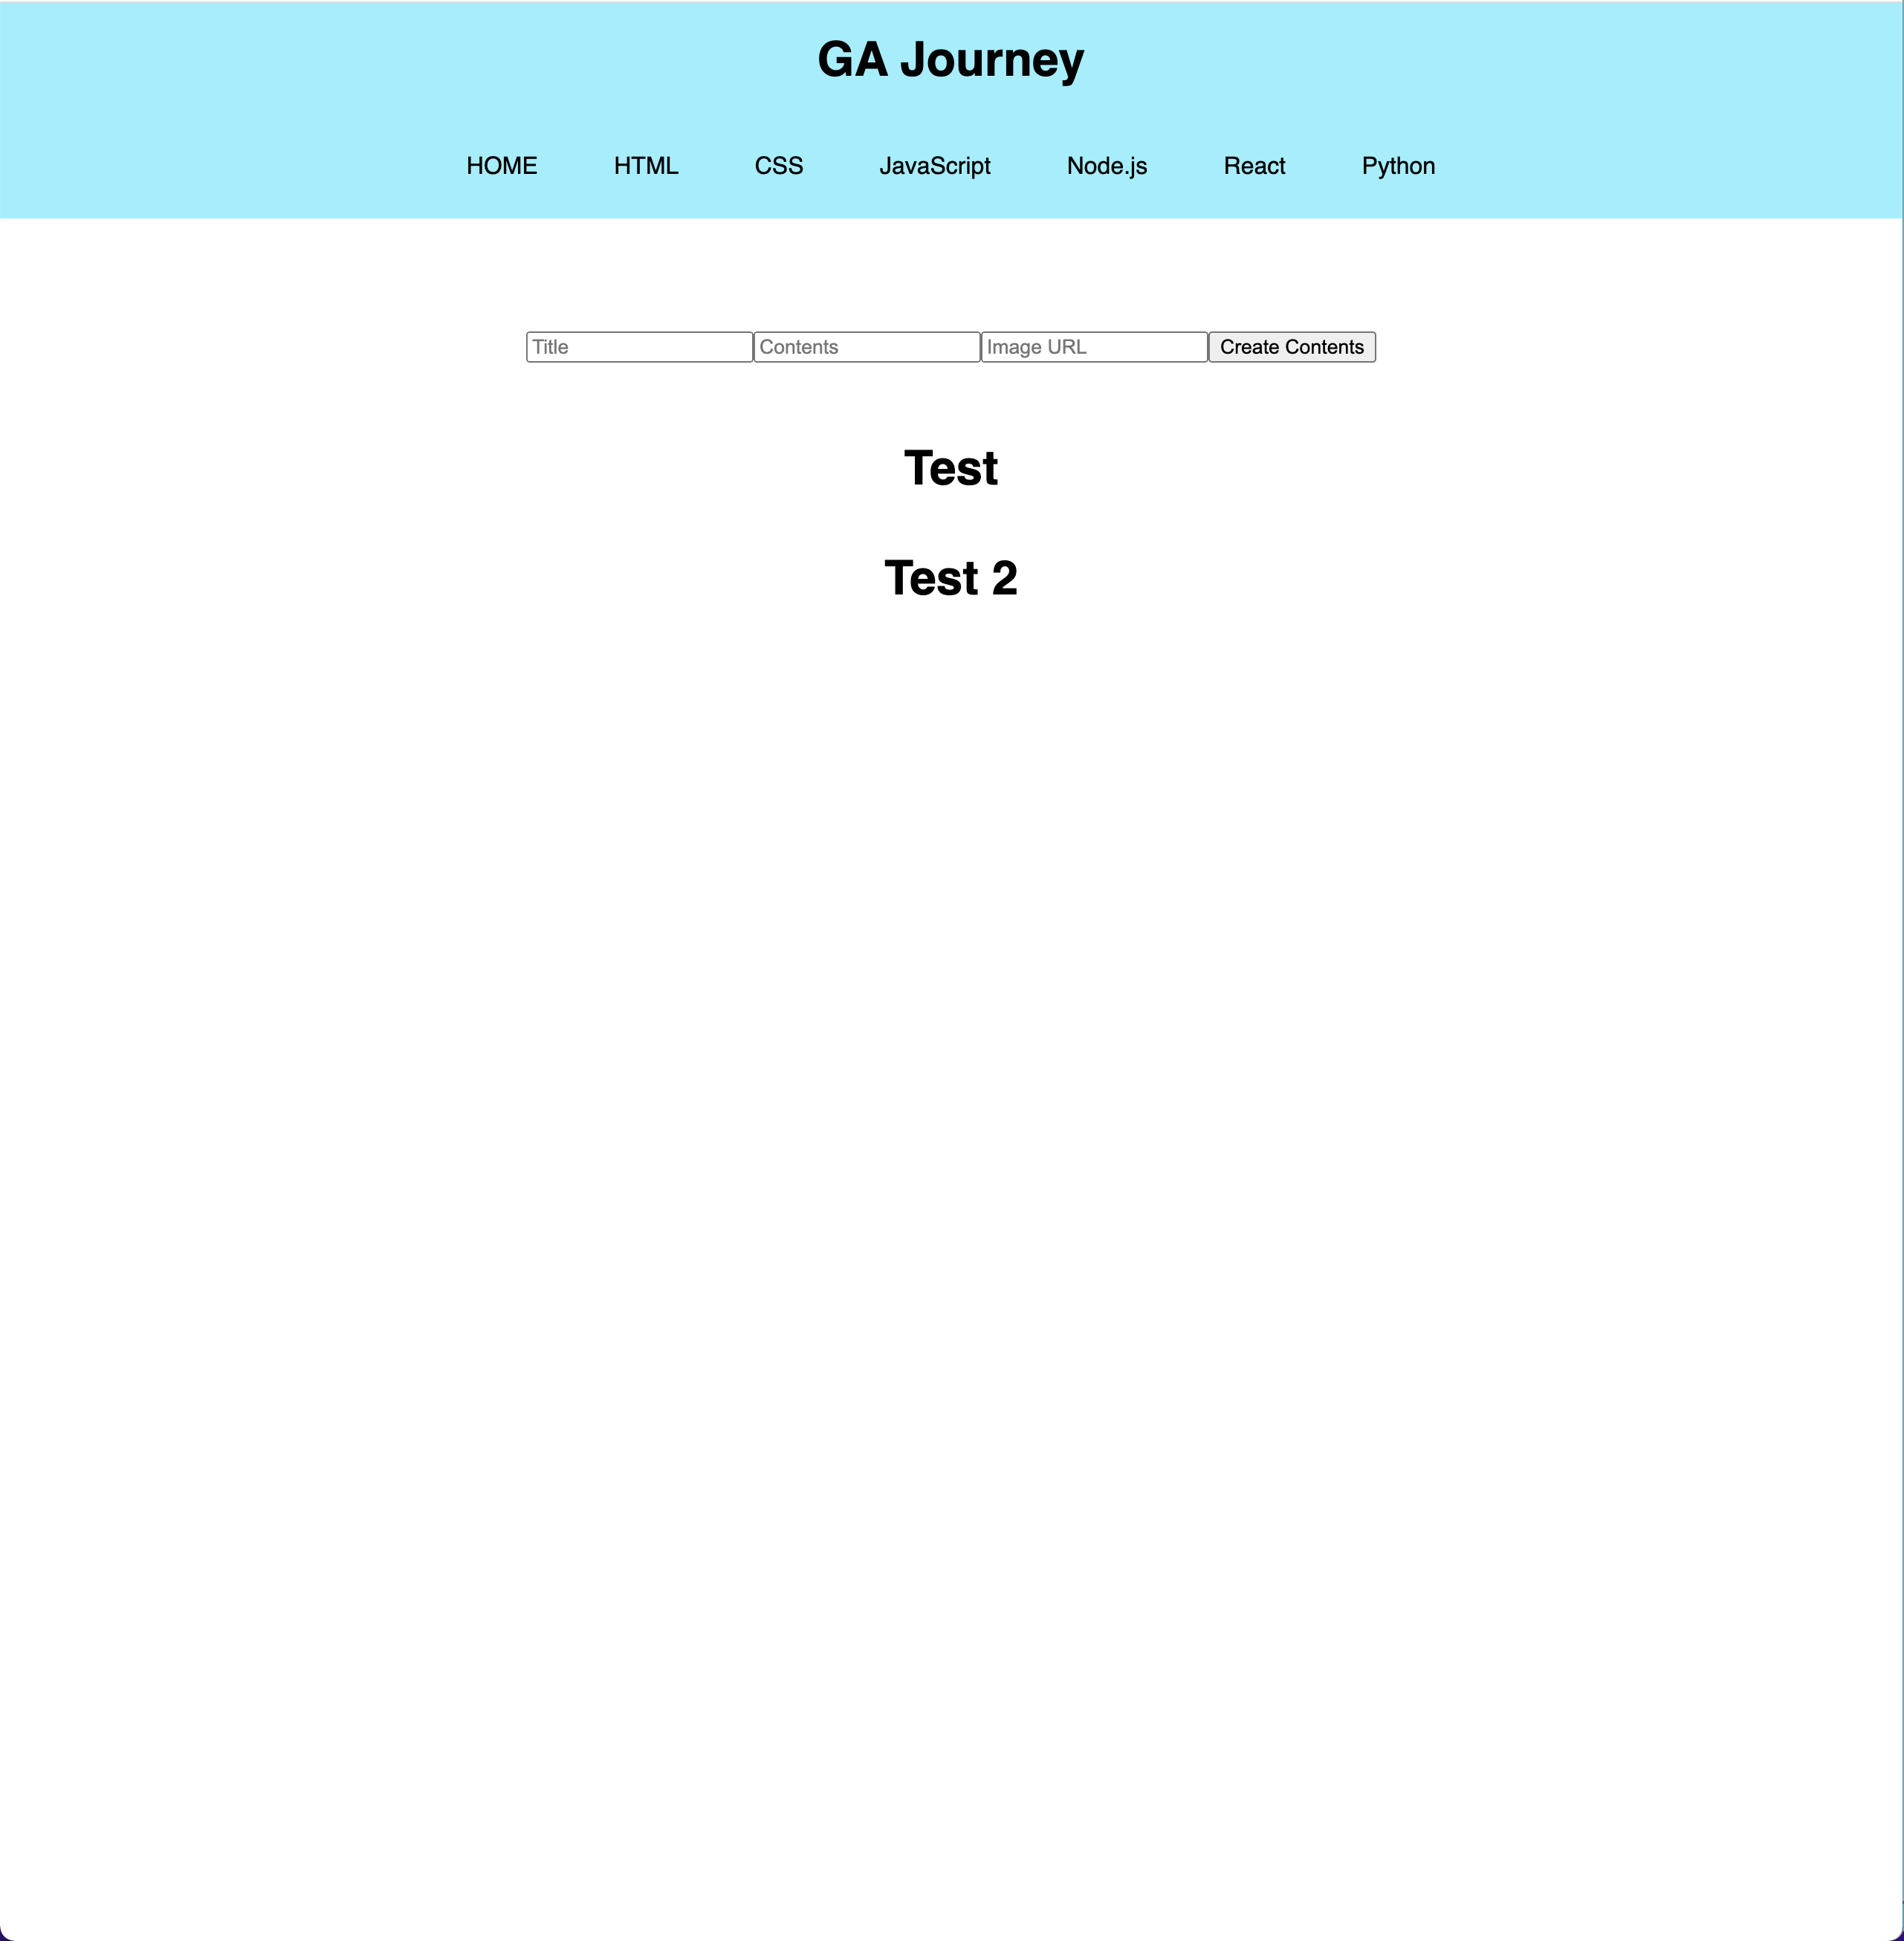 GA Journey
HOME HTML CSS JavaScript Node.js React Python
Title Contents Image URL Create Contents
Test
Test 2